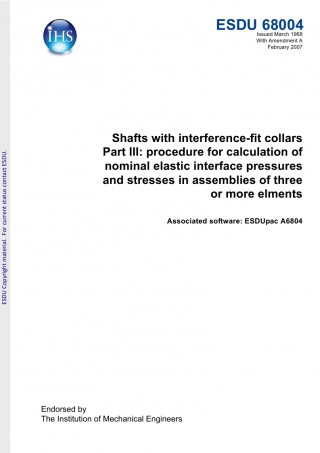 ESDU 68004
Issued March 1968
With Amendment A
February 2007
IHS
Shafts with interference-fit collars
Part III: procedure for calculation of
nominal elastic interface pressures
and stresses in assemblies of three
or more elments
Associated software: ESDUpac A6804
ESDU Copyright material. For current status contact ESDU.
Endorsed by
The Institution of Mechanical Engineers